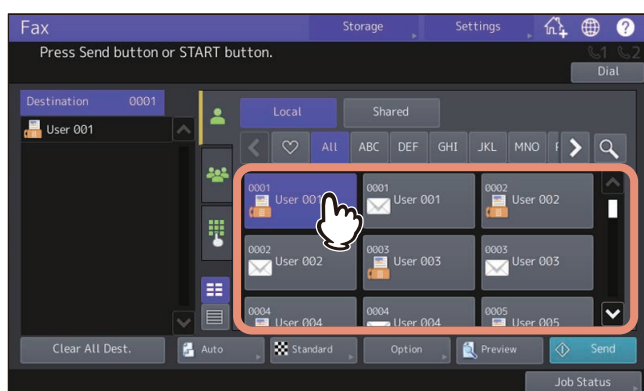 Fax Storage Settings
Press Send button or START button.
1 2
Dial
Destination 0001
Local Shared
User 001
All ABC DEF GHI JKL MNO
0001 User 001
0001 User 001
0002 User 002
0002 User 002
0003 User 003
0003 User 003
0004 User 004
0004 User 004
0005 User 005
Clear All Dest. Auto Standard Option Preview Send
Job Status